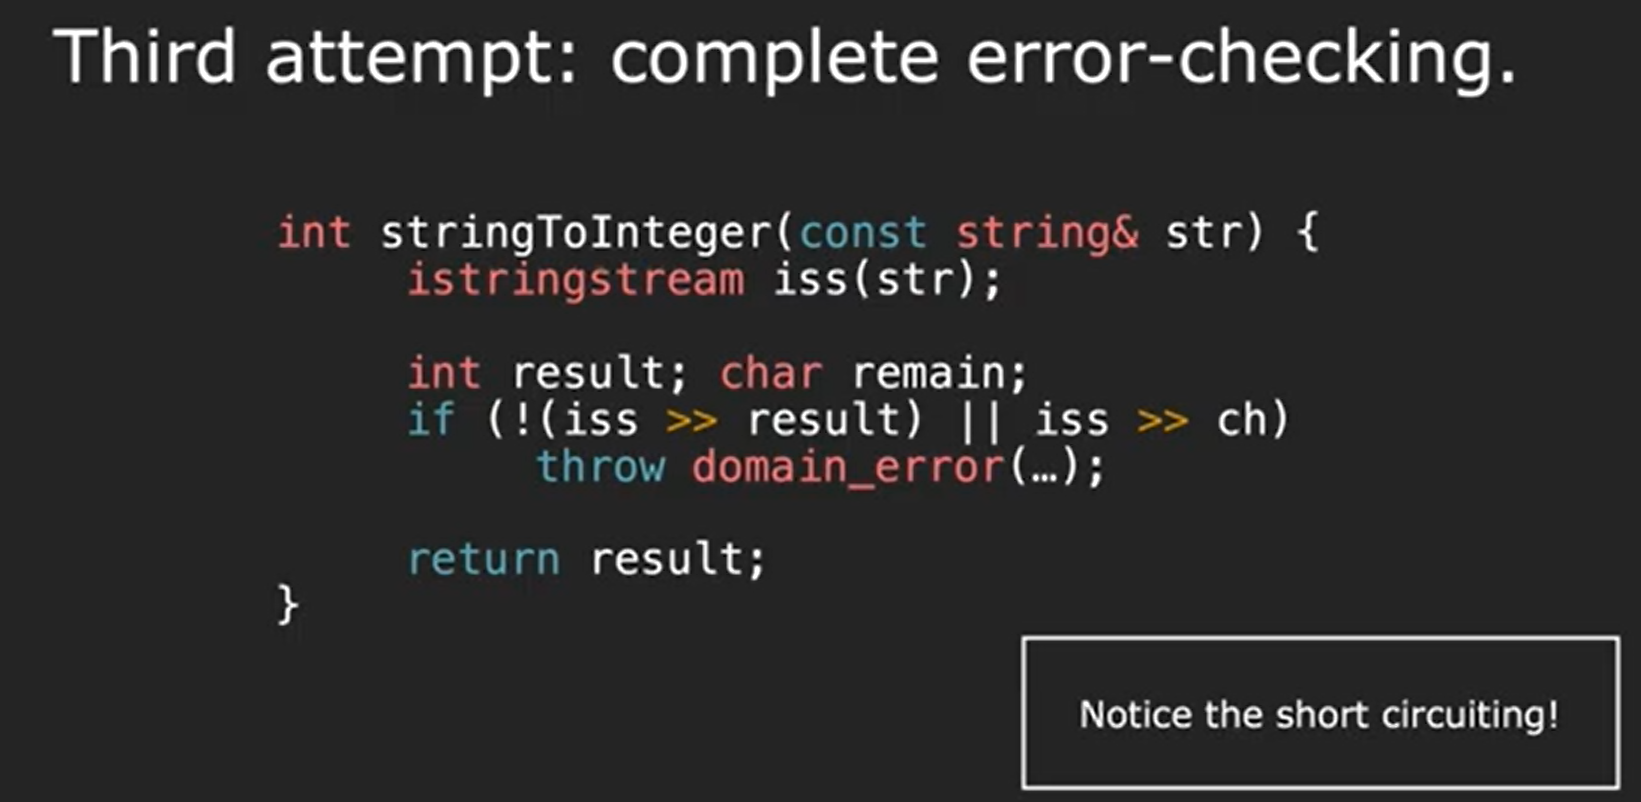 Third attempt: complete error-checking.
int stringToInteger(const string& str) {
istringstream iss(str);
int result; char remain;
if (!(iss >> result) || iss >> ch)
throw domain_error(…);
return result;
}
Notice the short circuiting!